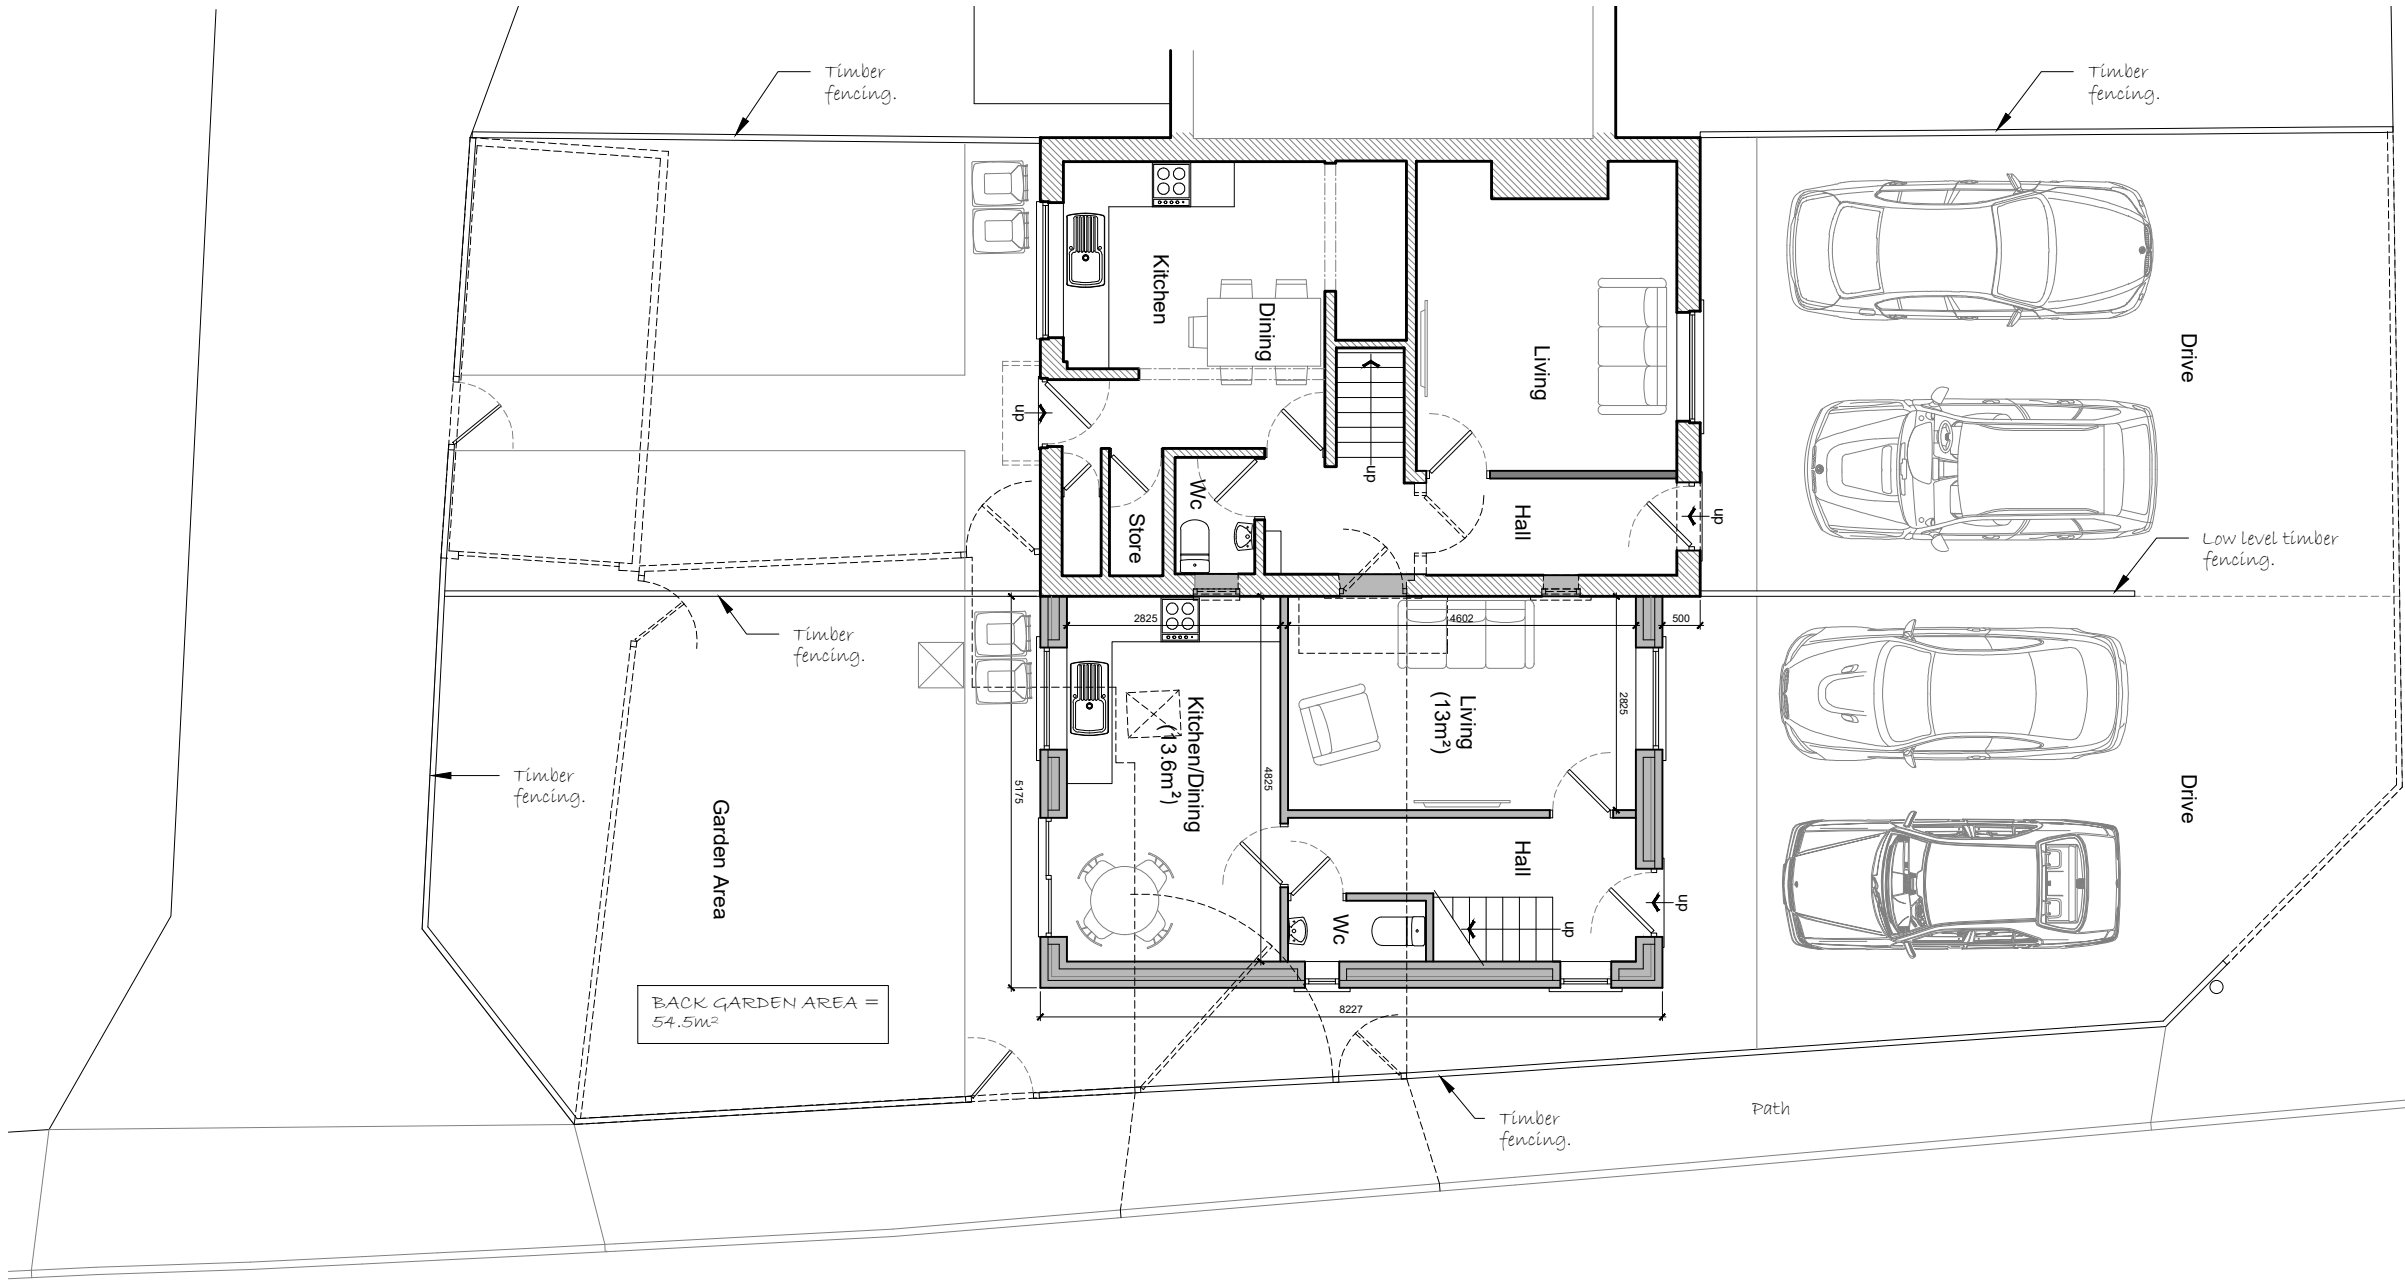 Timber
fencing.
Timber
fencing.
Kitchen
Dining
Living
Drive
up
up
up
Wc
Store
Hall
Low level timber
fencing.
Timber
fencing.
2825
4602
500
Kitchen/Dining
(13.6m²)
Living
(13m²)
2825
4825
5175
Timber
fencing.
Garden Area
Drive
Hall
Wc
up
up
BACK GARDEN AREA =
54.5m²
8227
Timber
fencing.
Path